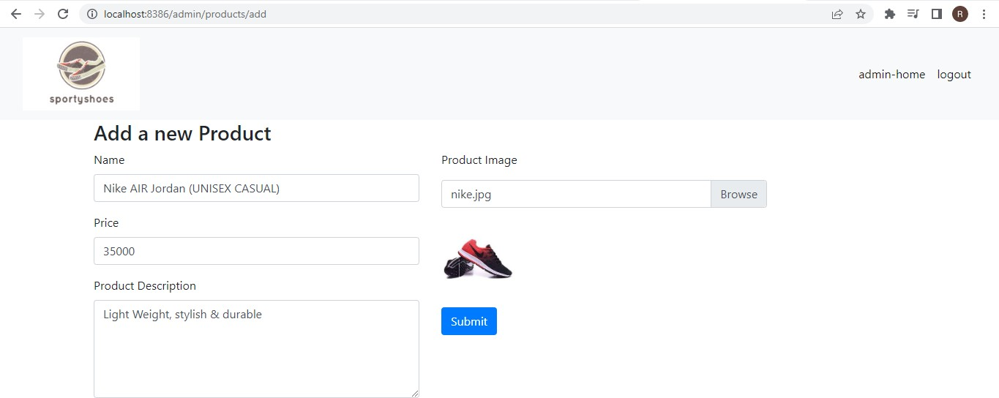 localhost:8386/admin/products/add
R
sportyshoes
admin-home logout
Add a new Product
Name
Nike AIR Jordan (UNISEX CASUAL)
Price
35000
Product Description
Light Weight, stylish & durable
Product Image
nike.jpg Browse
Submit